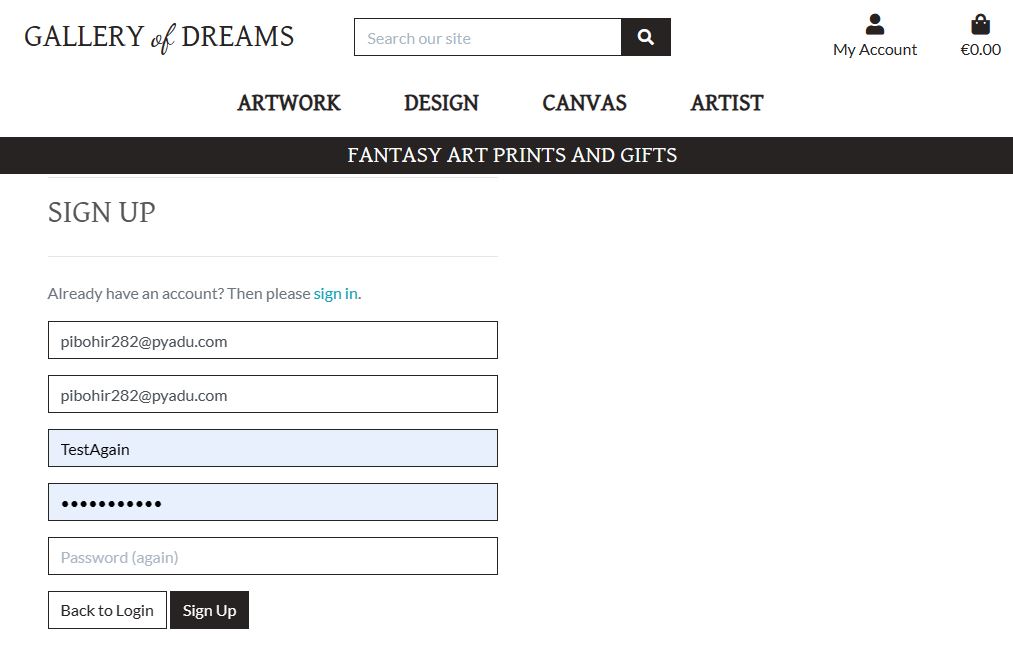 GALLERY of DREAMS
Search our site
My Account
€0.00
ARTWORK DESIGN CANVAS ARTIST
FANTASY ART PRINTS AND GIFTS
SIGN UP
Already have an account? Then please sign in.
pibohir282@pyadu.com
pibohir282@pyadu.com
TestAgain
•••••••••••
Password (again)
Back to Login Sign Up